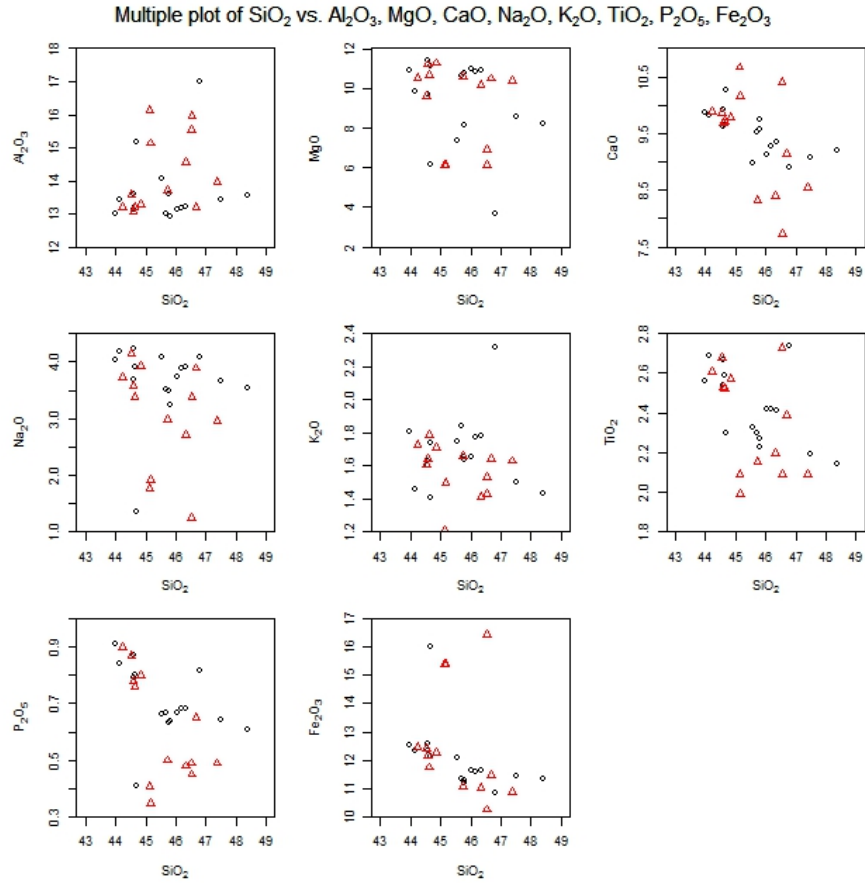 Multiple plot of SiO₂ vs. Al₂O₃, MgO, CaO, Na₂O, K₂O, TiO₂, P₂O₅, Fe₂O₃
Al₂O₃
12 13 14 15 16 17 18
43 44 45 46 47 48 49
SiO₂
MgO
2 4 6 8 10 12
43 44 45 46 47 48 49
SiO₂
CaO
7.5 8.5 9.5 10.5
43 44 45 46 47 48 49
SiO₂
Na₂O
1.0 2.0 3.0 4.0
43 44 45 46 47 48 49
SiO₂
K₂O
1.2 1.4 1.6 1.8 2.0 2.2 2.4
43 44 45 46 47 48 49
SiO₂
TiO₂
1.8 2.0 2.2 2.4 2.6 2.8
43 44 45 46 47 48 49
SiO₂
P₂O₅
0.3 0.5 0.7 0.9
43 44 45 46 47 48 49
SiO₂
Fe₂O₃
10 11 12 13 14 15 16 17
43 44 45 46 47 48 49
SiO₂